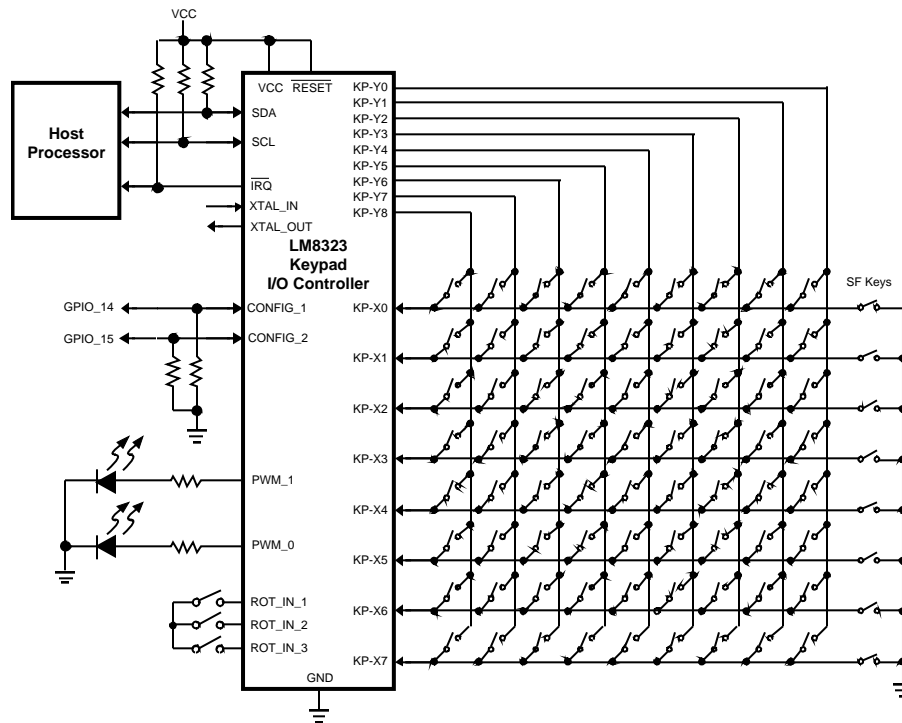 VCC
VCC RESET
SDA
SCL
IRQ
XTAL_IN
XTAL_OUT
Host
Processor
LM8323
Keypad
I/O Controller
KP-Y0
KP-Y1
KP-Y2
KP-Y3
KP-Y4
KP-Y5
KP-Y6
KP-Y7
KP-Y8
SF Keys
GPIO_14
CONFIG_1
GPIO_15
CONFIG_2
KP-X0
KP-X1
KP-X2
KP-X3
KP-X4
KP-X5
KP-X6
KP-X7
PWM_1
PWM_0
ROT_IN_1
ROT_IN_2
ROT_IN_3
GND